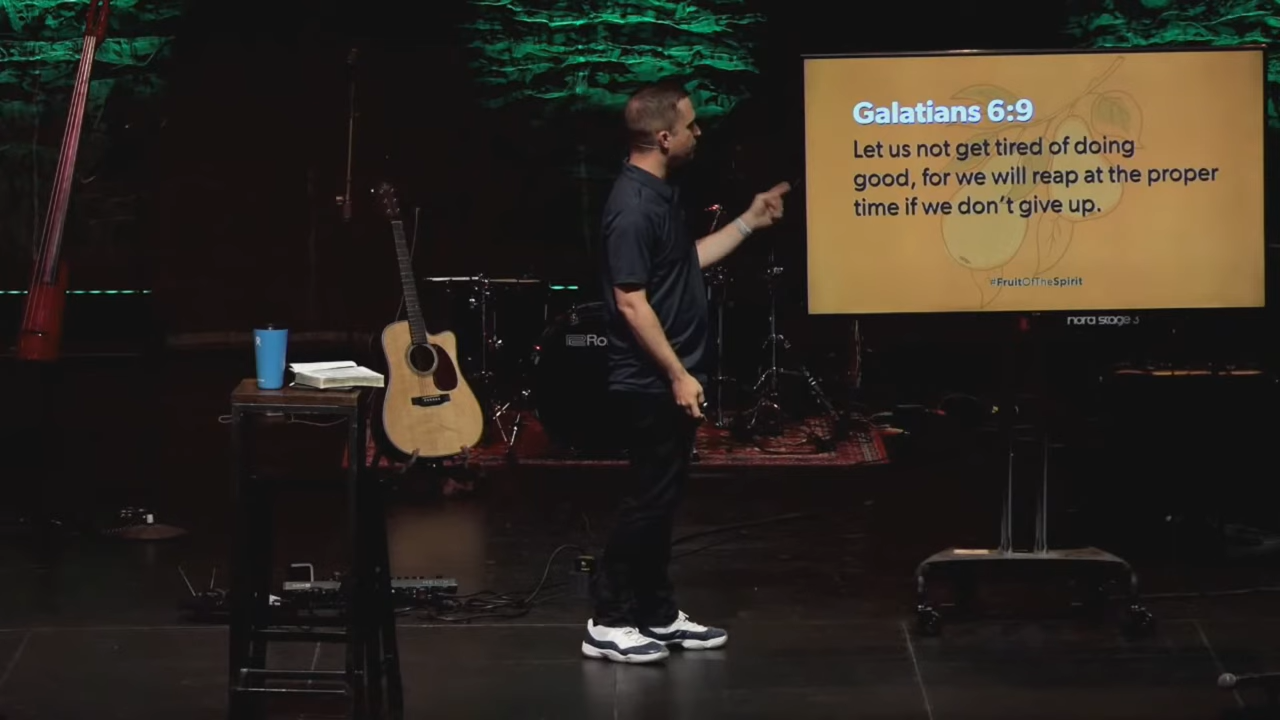 Galatians 6:9
Let us not get tired of doing
good, for we will reap at the proper
time if we don't give up.
#FruitOfTheSpirit
nord stage 3
Ro